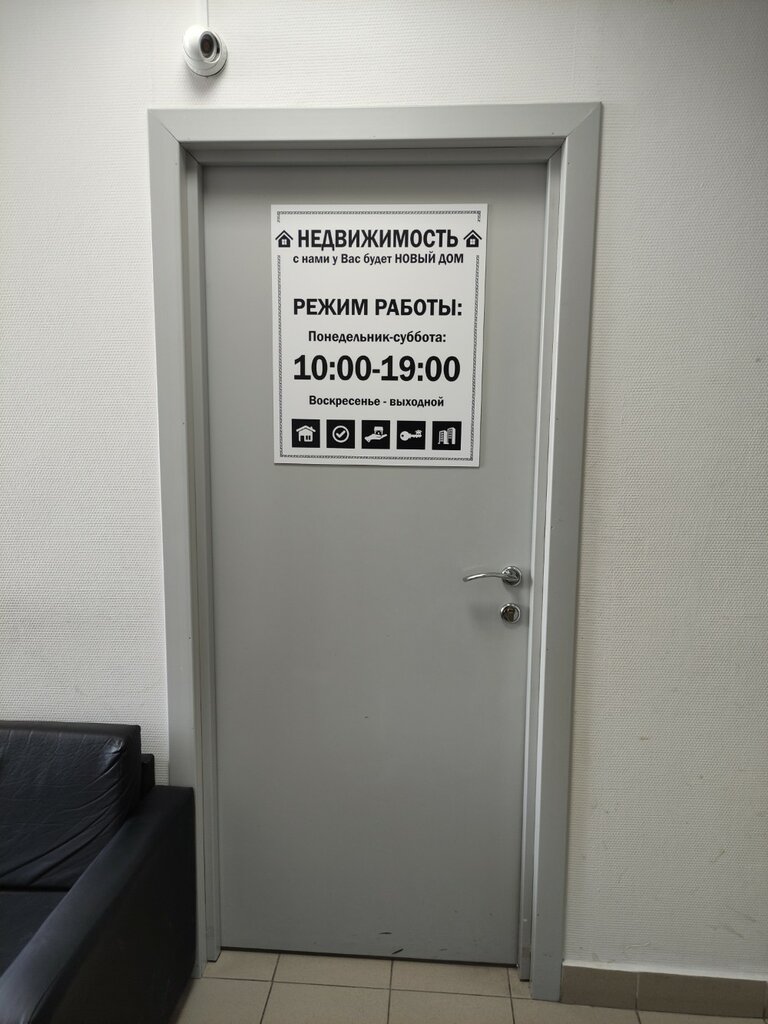 НЕДВИЖИМОСТЬ
с нами у Вас будет НОВЫЙ ДОМ
РЕЖИМ РАБОТЫ:
Понедельник-суббота:
10:00-19:00
Воскресенье - выходной